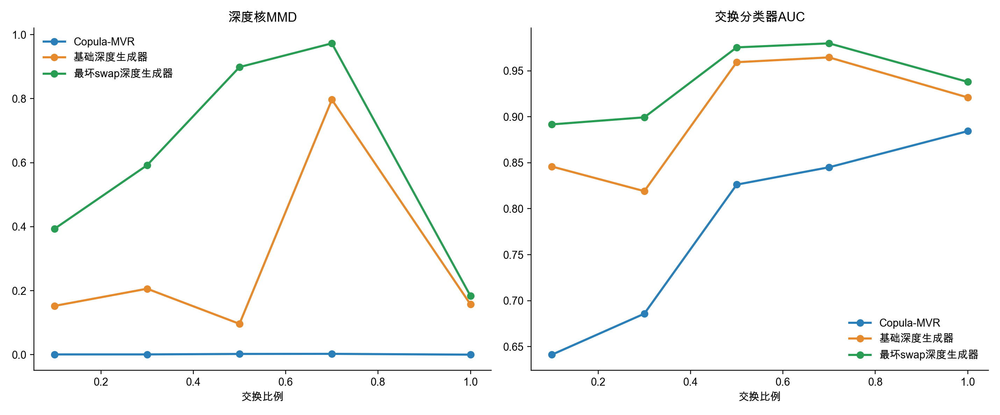 深度核MMD
1.0
0.8
0.6
0.4
0.2
0.0
Copula-MVR
基础深度生成器
最坏swap深度生成器
0.2 0.4 0.6 0.8 1.0
交换比例
交换分类器AUC
0.95
0.90
0.85
0.80
0.75
0.70
0.65
Copula-MVR
基础深度生成器
最坏swap深度生成器
0.2 0.4 0.6 0.8 1.0
交换比例